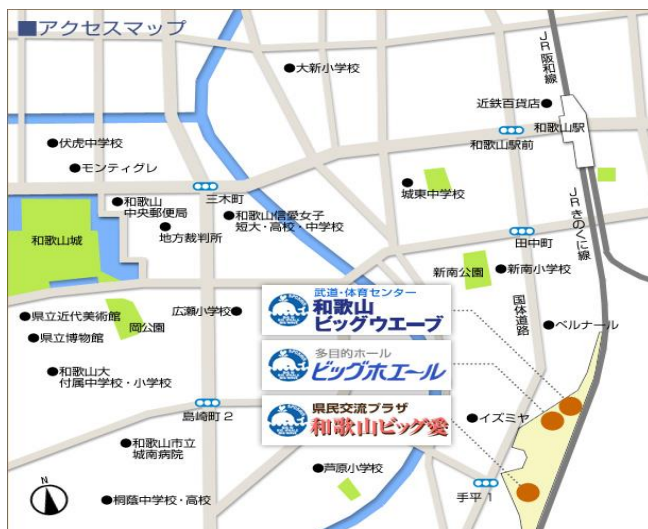 ■アクセスマップ
大新小学校
JR阪和線
近鉄百貨店
和歌山駅
和歌山駅前
伏虎中学校
モンティグレ
三木町
城東中学校
和歌山
中央郵便局
和歌山信愛女子
短大・高校・中学校
地方裁判所
JRきのくに線
田中町
和歌山城
新南公園
新南小学校
国体道路
県立近代美術館
岡公園
広瀬小学校
武道・体育センター
和歌山
ビッグウエーブ
ベルナール
県立博物館
多目的ホール
ビッグホエール
和歌山大
付属中学校・小学校
島崎町2
県民交流プラザ
和歌山ビッグ愛
イズミヤ
和歌山市立
城南病院
芦原小学校
手平1
桐蔭中学校・高校
N